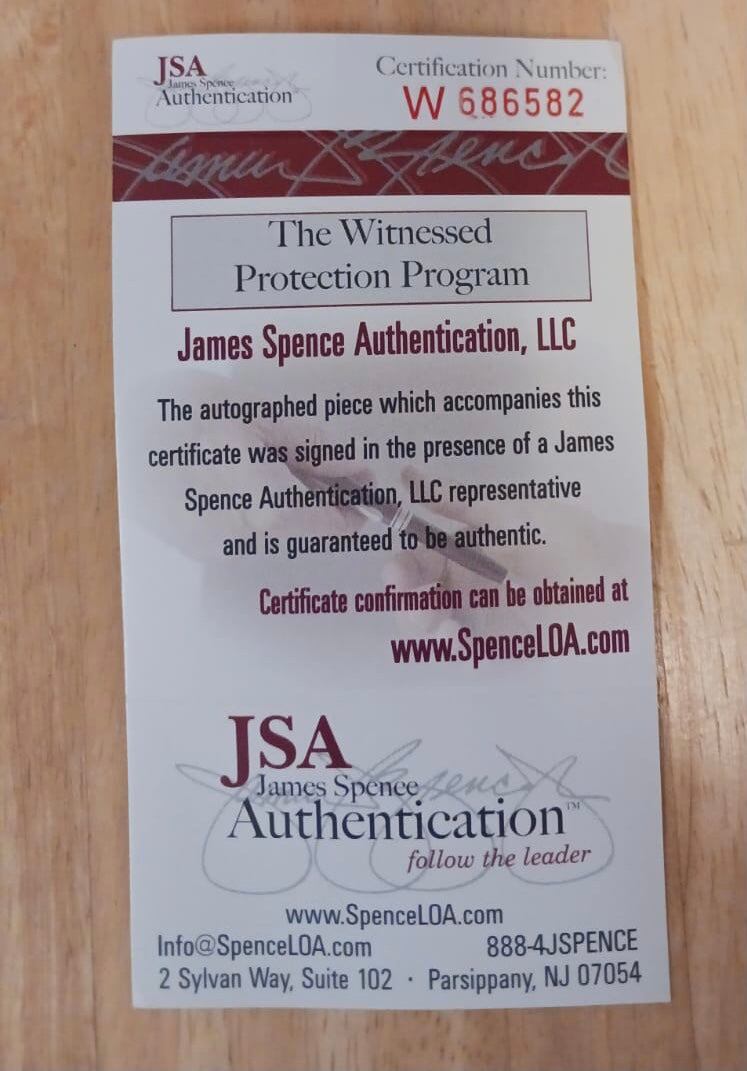 JSA
James Spence
Authentication
Certification Number:
W 686582
James Spence
The Witnessed
Protection Program
James Spence Authentication, LLC
The autographed piece which accompanies this
certificate was signed in the presence of a James
Spence Authentication, LLC representative
and is guaranteed to be authentic.
Certificate confirmation can be obtained at
www.SpenceLOA.com
JSA
James Spence
Authentication™
follow the leader
www.SpenceLOA.com
Info@SpenceLOA.com 888-4JSPENCE
2 Sylvan Way, Suite 102 · Parsippany, NJ 07054